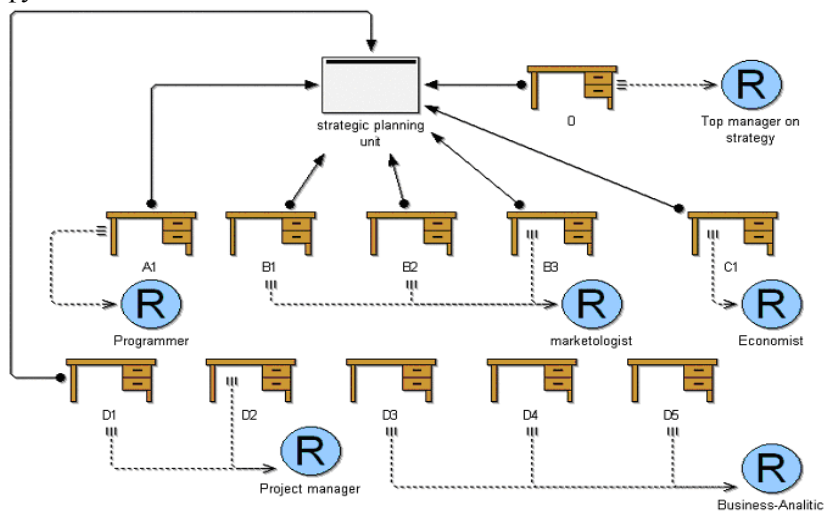 strategic planning
unit
0
R
Top manager on
strategy
A1
B1
B2
B3
C1
R
R
R
Programmer
marketologist
Economist
D1
D2
D3
D4
D5
R
R
Project manager
Business-Analitic